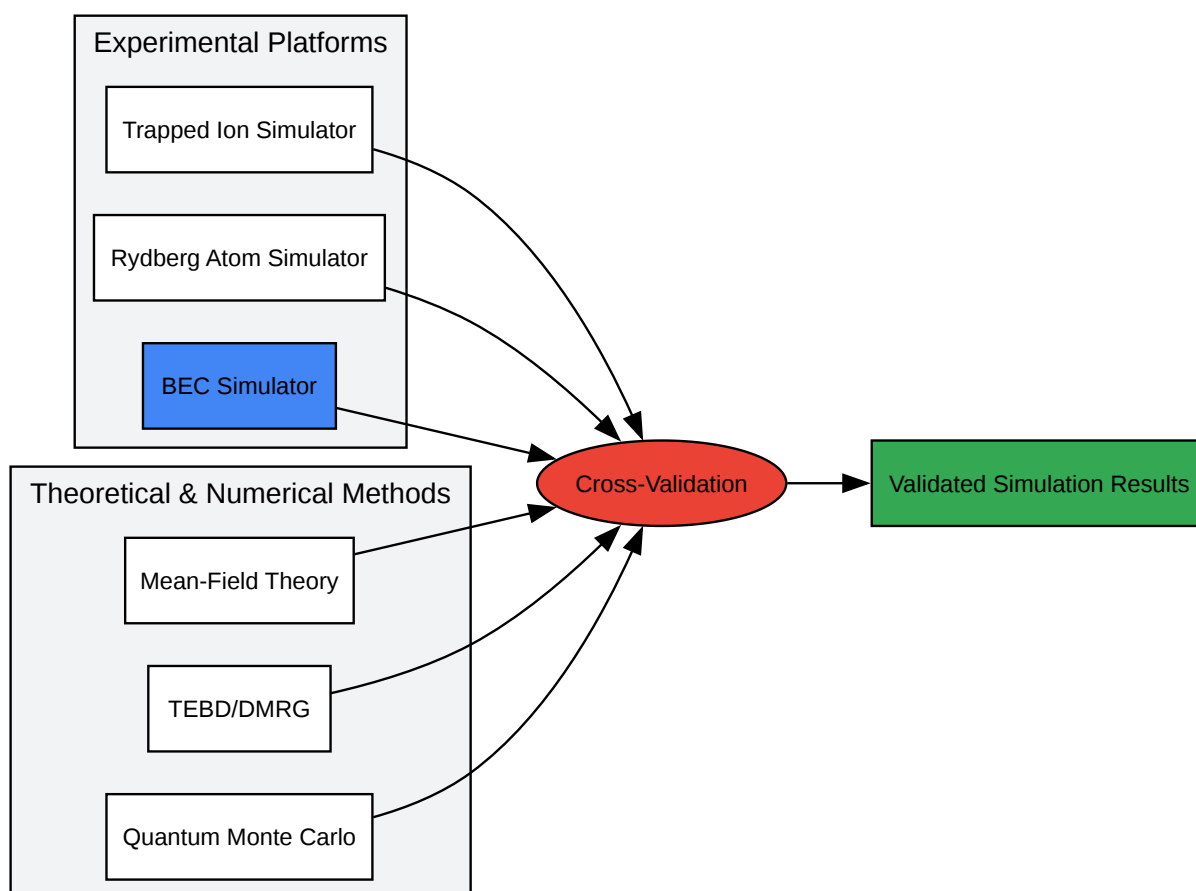 Experimental Platforms
Trapped Ion Simulator
Rydberg Atom Simulator
BEC Simulator
Theoretical & Numerical Methods
Mean-Field Theory
TEBD/DMRG
Quantum Monte Carlo
Cross-Validation
Validated Simulation Results